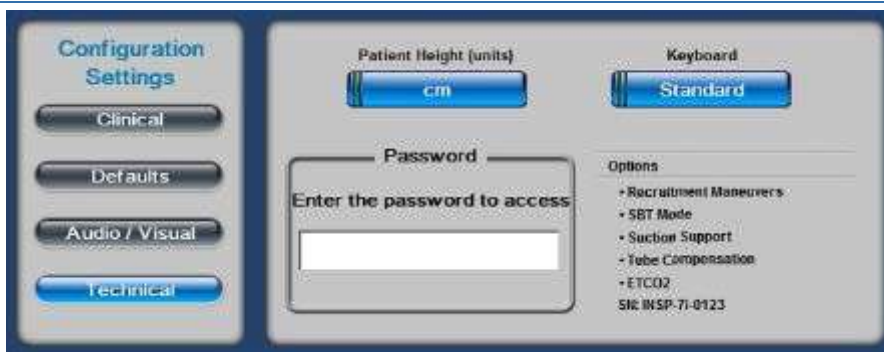 Configuration
Settings
Clinical
Defaults
Audio / Visual
Technical
Patient Height (units)
cm
Keyboard
Standard
Password
Enter the password to access
Options
• Recruitment Maneuvers
• SBT Mode
• Suction Support
• Tube Compensation
• ETCO2
SN: INSP-7i-0123